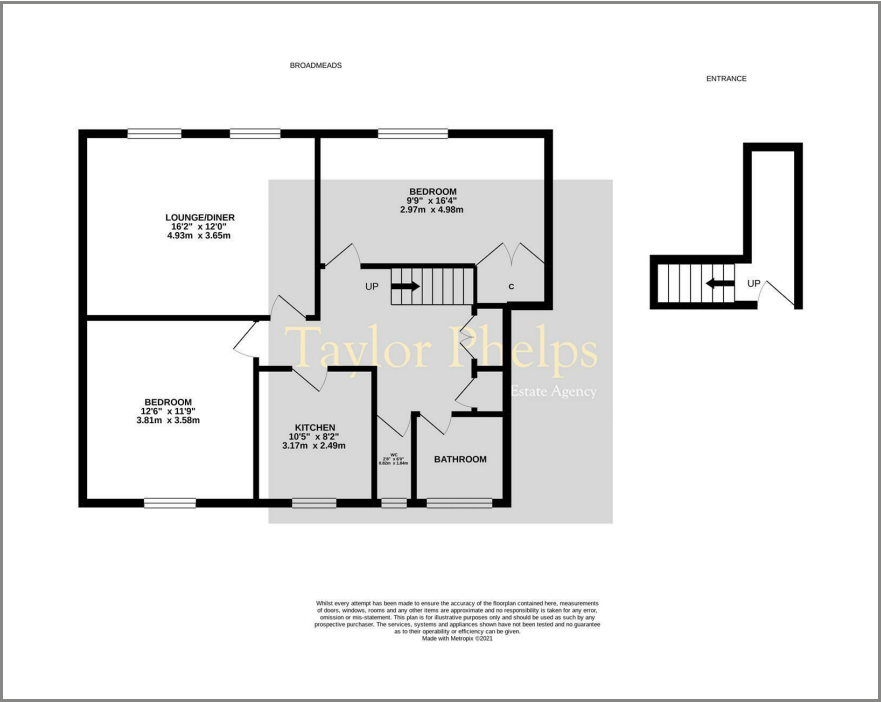 BROADMEADS
ENTRANCE
BEDROOM
9'9" x 16'4"
2.97m x 4.98m
LOUNGE/DINER
16'2" x 12'0"
4.93m x 3.65m
UP
C
UP
Taylor Phelps
Estate Agency
BEDROOM
12'6" x 11'9"
3.81m x 3.58m
KITCHEN
10'5" x 8'2"
3.17m x 2.49m
WC
BATHROOM
Whilst every attempt has been made to ensure the accuracy of the floorplan contained here, measurements
of doors, windows, rooms and any other items are approximate and no responsibility is taken for any error,
omission or mis-statement. This plan is for illustrative purposes only and should be used as such by any
prospective purchaser. The services, systems and appliances shown have not been tested and no guarantee
as to their operability or efficiency can be given.
Made with Metropix ©2021